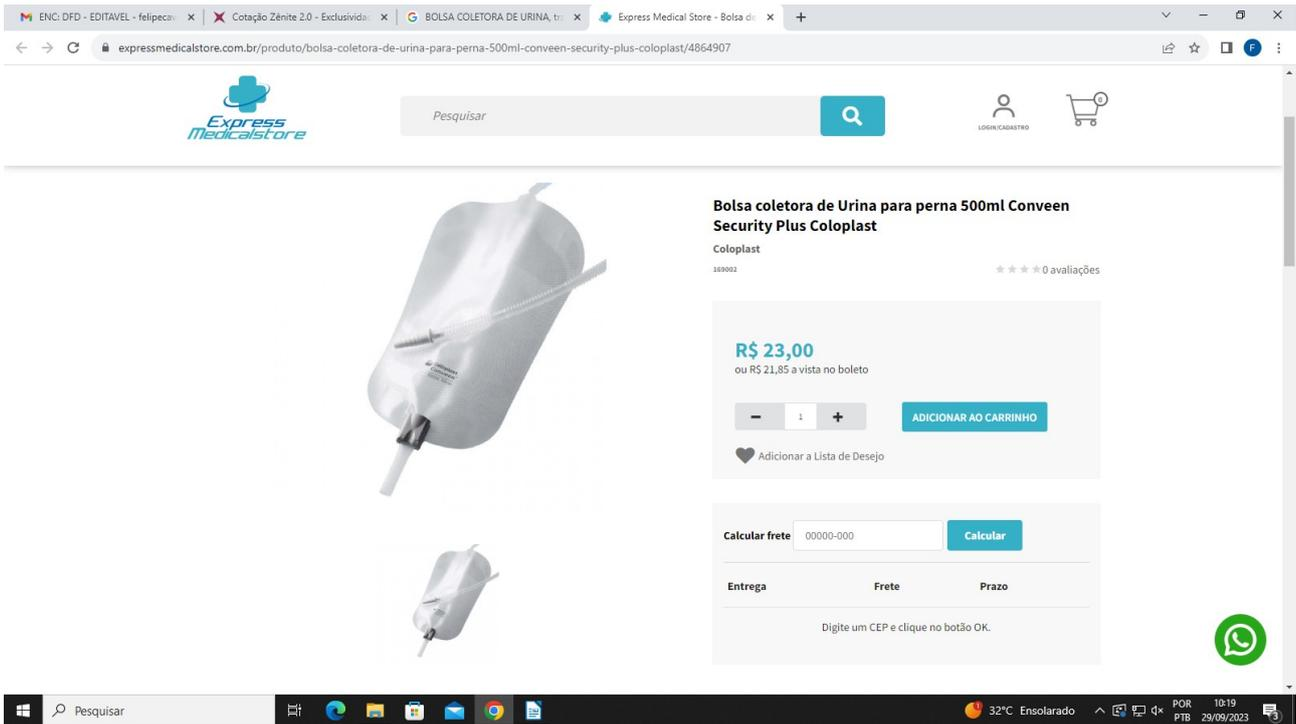 ENC: DFD - EDITAVEL - felipecav
Cotação Zênite 2.0 - Exclusividad
BOLSA COLETORA DE URINA, tr
Express Medical Store - Bolsa de
expressmedicalstore.com.br/produto/bolsa-coletora-de-urina-para-perna-500ml-conveen-security-plus-coloplast/4864907
F
Express
Medicalstore
Pesquisar
LOGIN/CADASTRO
0
Bolsa coletora de Urina para perna 500ml Conveen
Security Plus Coloplast
Coloplast
169002
0 avaliações
R$ 23,00
ou R$ 21,85 a vista no boleto
− 1 +
ADICIONAR AO CARRINHO
Adicionar a Lista de Desejo
Calcular frete 00000-000 Calcular
Entrega Frete Prazo
Digite um CEP e clique no botão OK.
Coloplast
Conveen
Pesquisar
32°C Ensolarado
POR
PTB
10:19
29/09/2023
3